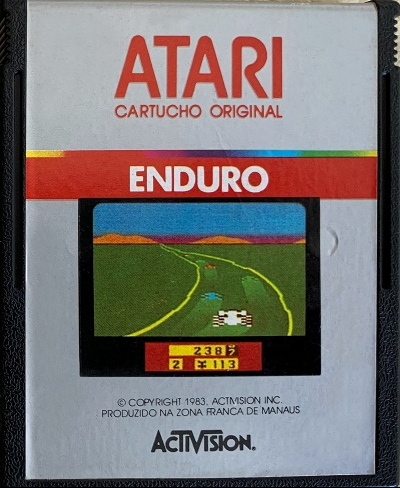 ATARI
CARTUCHO ORIGINAL
ENDURO
238
2 113
© COPYRIGHT 1983, ACTIVISION INC.
PRODUZIDO NA ZONA FRANCA DE MANAUS
ACTIVISION.